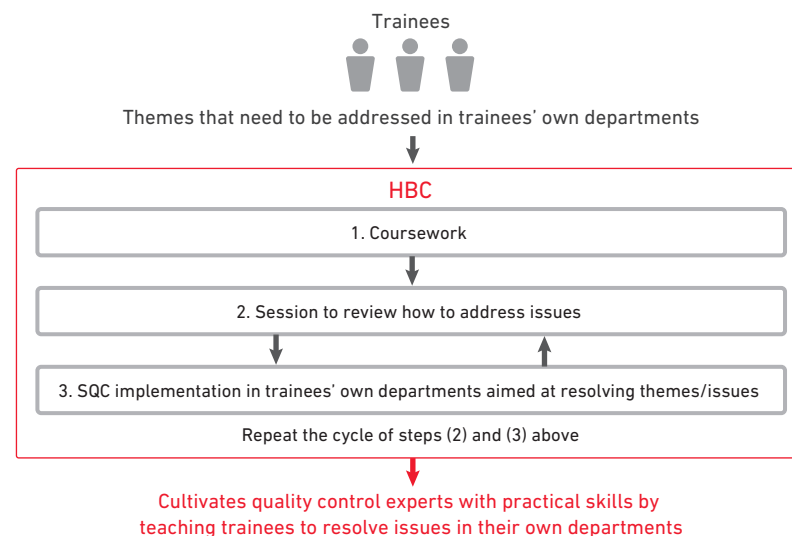 Trainees
Themes that need to be addressed in trainees’ own departments
HBC
1. Coursework
2. Session to review how to address issues
3. SQC implementation in trainees’ own departments aimed at resolving themes/issues
Repeat the cycle of steps (2) and (3) above
Cultivates quality control experts with practical skills by
teaching trainees to resolve issues in their own departments